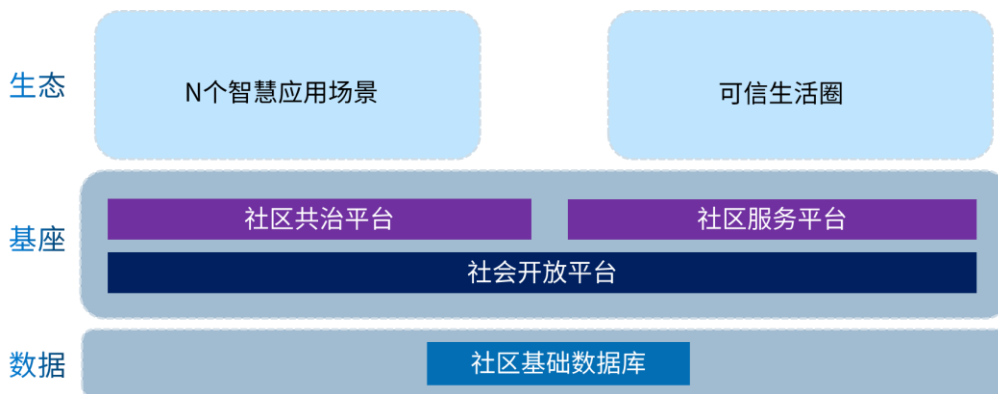 生态
N个智慧应用场景
可信生活圈
基座
社区共治平台
社区服务平台
社会开放平台
数据
社区基础数据库